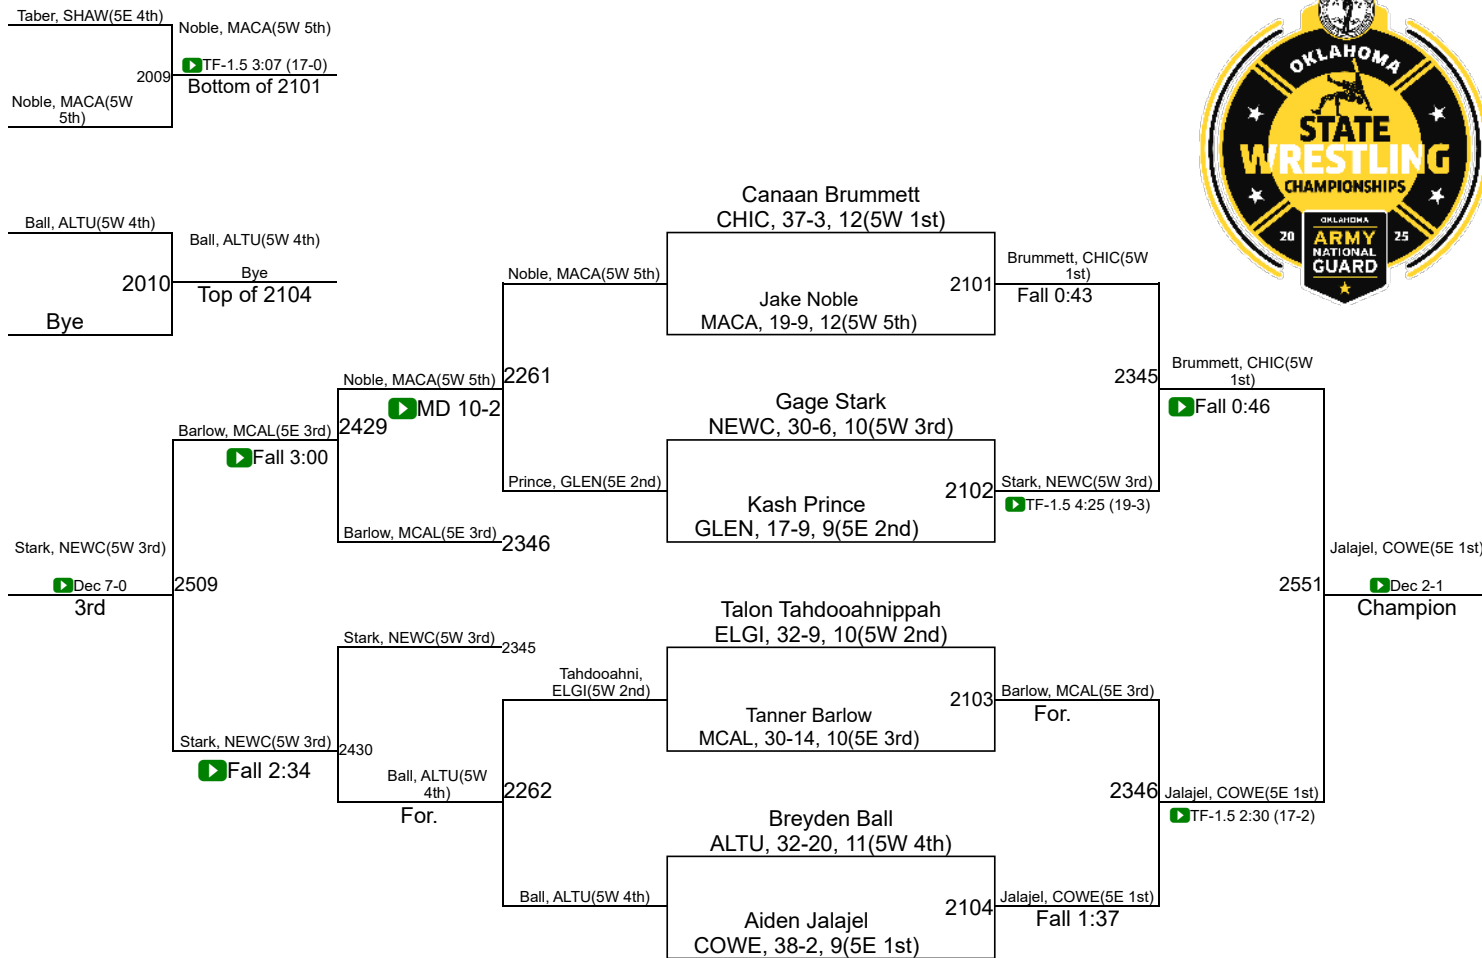 Taber, SHAW(5E 4th)
Noble, MACA(5W 5th)
TF-1.5 3:07 (17-0)
2009
Bottom of 2101
Noble, MACA(5W
5th)
OKLAHOMA
STATE
WRESTLING
CHAMPIONSHIPS
OKLAHOMA
20 ARMY 25
NATIONAL
GUARD
Ball, ALTU(5W 4th)
Ball, ALTU(5W 4th)
Bye
2010
Top of 2104
Bye
Canaan Brummett
CHIC, 37-3, 12(5W 1st)
Noble, MACA(5W 5th)
2101
Brummett, CHIC(5W
1st)
Fall 0:43
Jake Noble
MACA, 19-9, 12(5W 5th)
Noble, MACA(5W 5th)
2261
MD 10-2
2345
Brummett, CHIC(5W
1st)
Fall 0:46
Gage Stark
NEWC, 30-6, 10(5W 3rd)
Barlow, MCAL(5E 3rd)
2429
Fall 3:00
Prince, GLEN(5E 2nd)
2102
Stark, NEWC(5W 3rd)
TF-1.5 4:25 (19-3)
Kash Prince
GLEN, 17-9, 9(5E 2nd)
Barlow, MCAL(5E 3rd)
2346
Stark, NEWC(5W 3rd)
Dec 7-0
3rd
2509
Jalajel, COWE(5E 1st)
2551
Dec 2-1
Champion
Talon Tahdooahnippah
ELGI, 32-9, 10(5W 2nd)
Stark, NEWC(5W 3rd)
2345
Tahdooahni,
ELGI(5W 2nd)
2103
Barlow, MCAL(5E 3rd)
For.
Tanner Barlow
MCAL, 30-14, 10(5E 3rd)
Stark, NEWC(5W 3rd)
2430
Fall 2:34
Ball, ALTU(5W
4th)
For.
2262
2346
Jalajel, COWE(5E 1st)
TF-1.5 2:30 (17-2)
Breyden Ball
ALTU, 32-20, 11(5W 4th)
Ball, ALTU(5W 4th)
2104
Jalajel, COWE(5E 1st)
Fall 1:37
Aiden Jalajel
COWE, 38-2, 9(5E 1st)